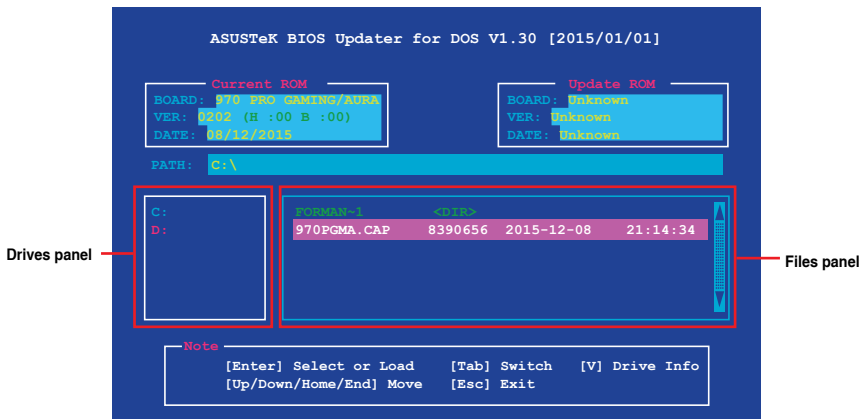 ASUSTeK BIOS Updater for DOS V1.30 [2015/01/01]
Current ROM
BOARD: 970 PRO GAMING/AURA
VER: 0202 (H :00 B :00)
DATE: 08/12/2015
Update ROM
BOARD: Unknown
VER: Unknown
DATE: Unknown
PATH: C:\
Drives panel
C:
D:
FORMAN~1 <DIR>
970PGMA.CAP 8390656 2015-12-08 21:14:34
Files panel
Note
[Enter] Select or Load [Tab] Switch [V] Drive Info
[Up/Down/Home/End] Move [Esc] Exit